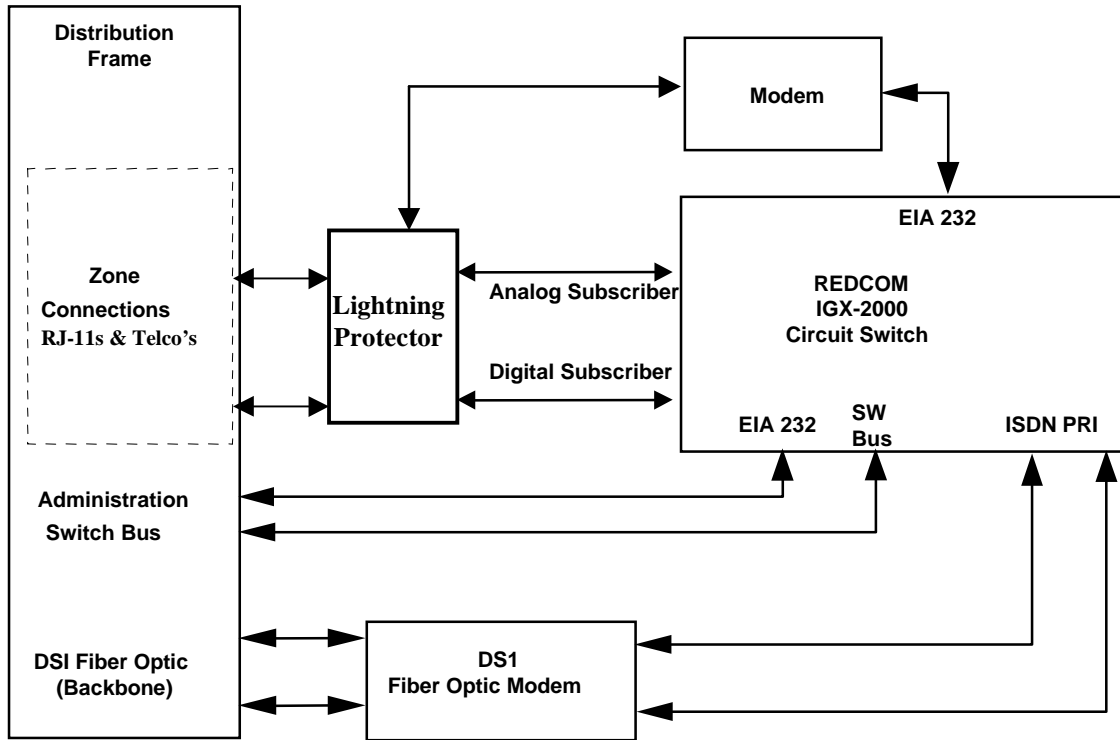 Distribution
Frame
Modem
EIA 232
Zone
Connections
RJ-11s & Telco's
Lightning
Protector
Analog Subscriber
Digital Subscriber
REDCOM
IGX-2000
Circuit Switch
EIA 232
SW
Bus
ISDN PRI
Administration
Switch Bus
DSI Fiber Optic
(Backbone)
DS1
Fiber Optic Modem